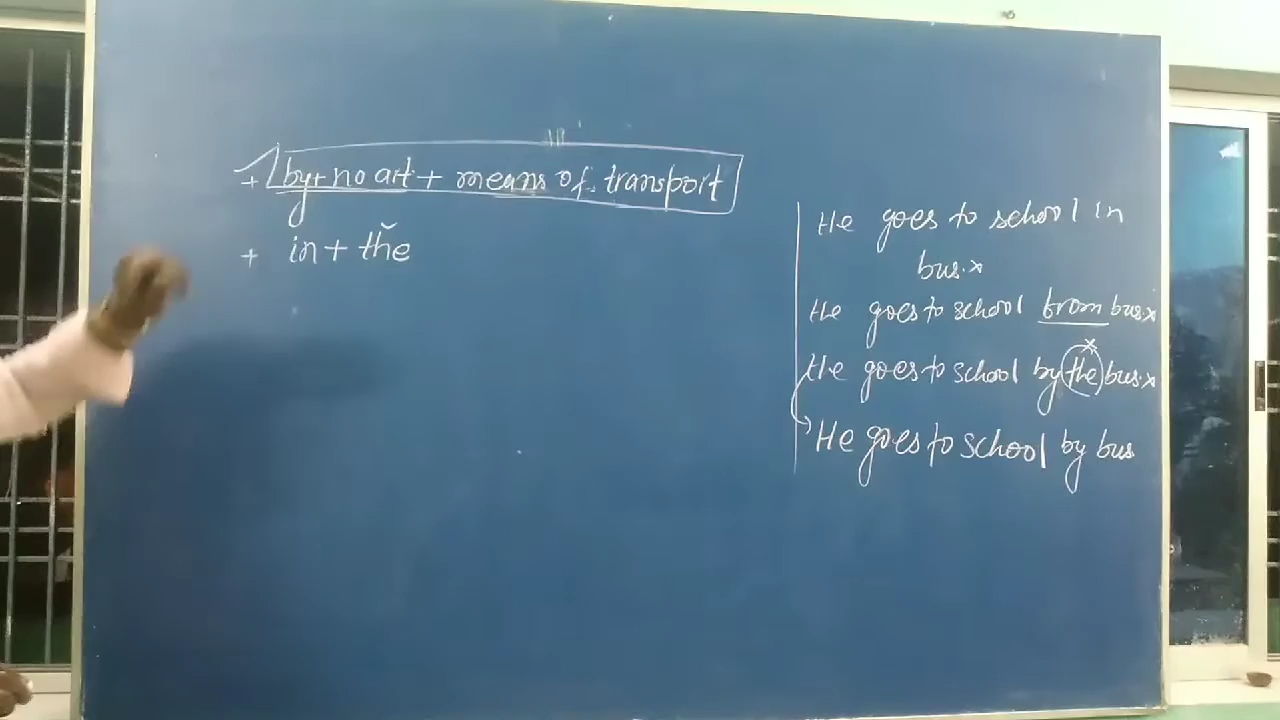 + by + no art + means of transport
+ in + the
He goes to school in
bus. x
He goes to school from bus. x
He goes to school by the bus. x
He goes to school by bus